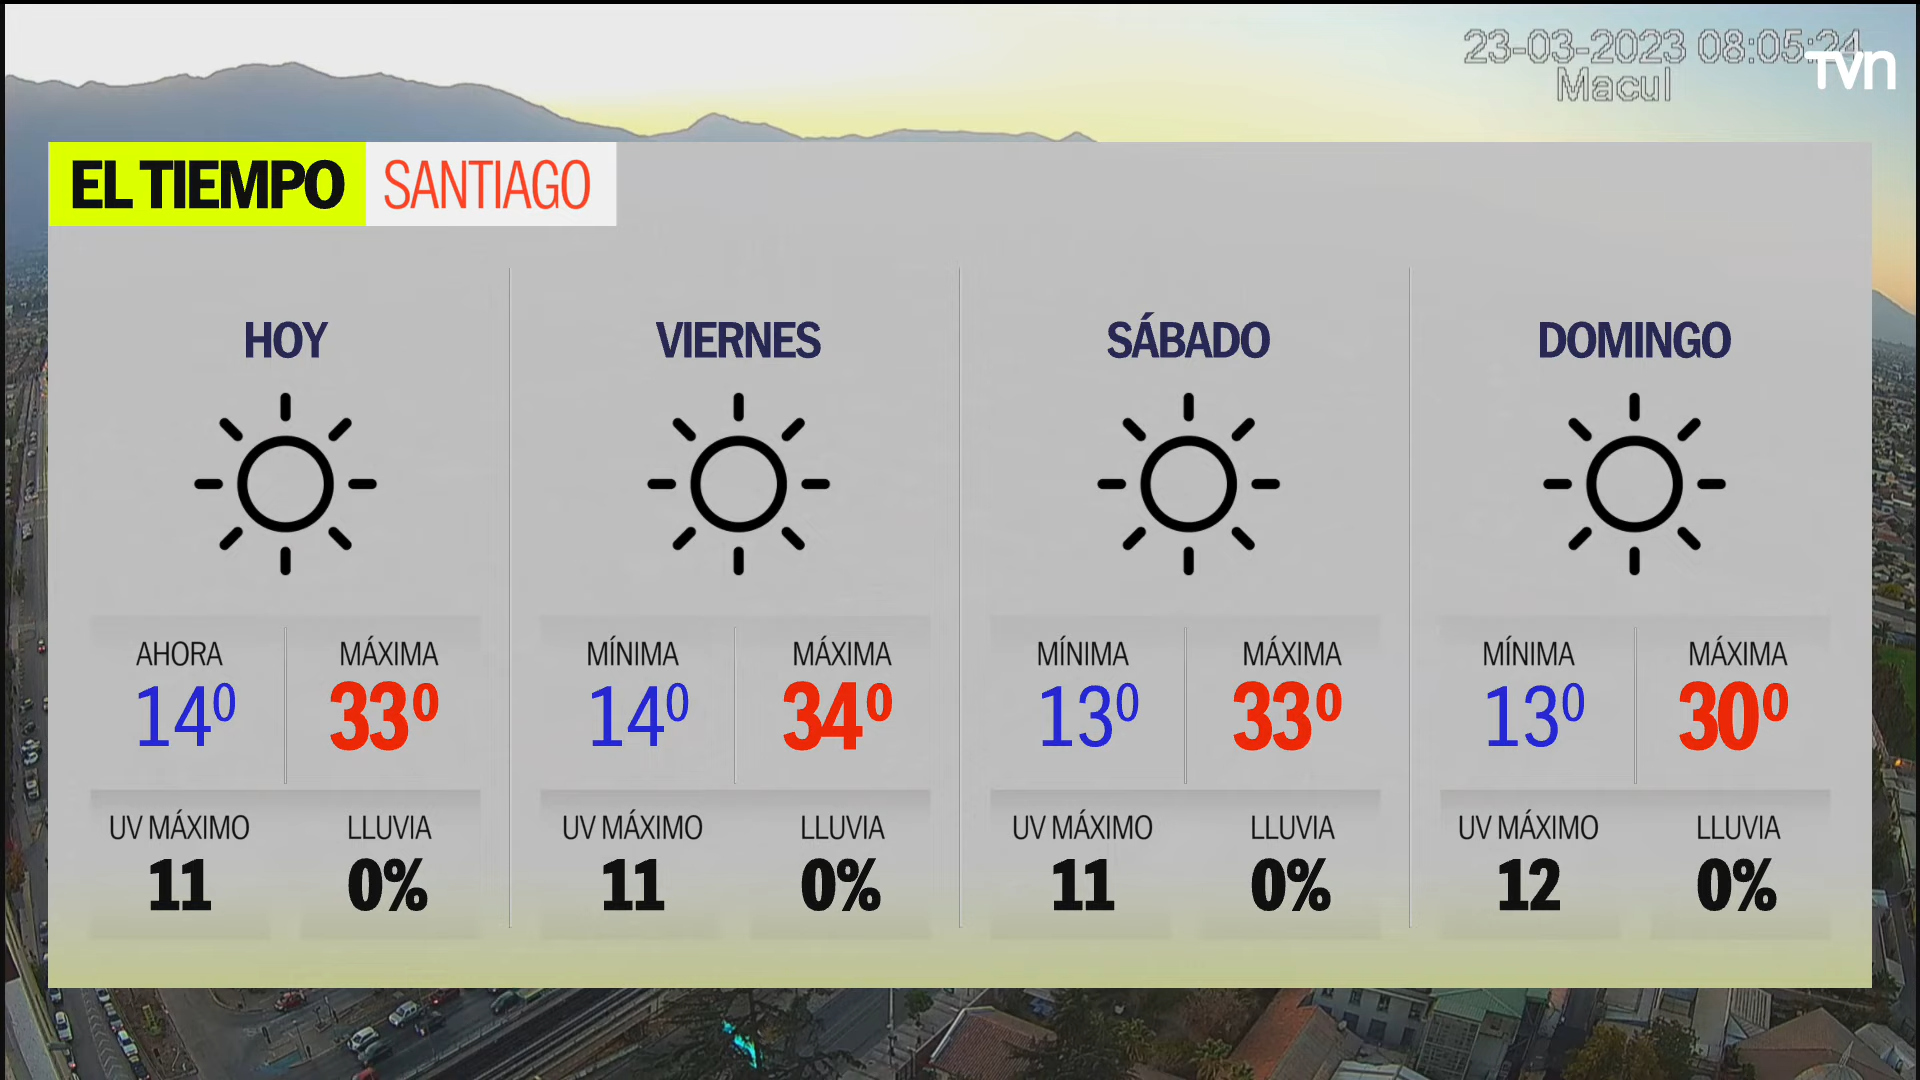 23-03-2023 08:05:24
Macul
tvn
EL TIEMPO SANTIAGO
HOY
AHORA MÁXIMA
14º 33º
UV MÁXIMO LLUVIA
11 0%
VIERNES
MÍNIMA MÁXIMA
14º 34º
UV MÁXIMO LLUVIA
11 0%
SÁBADO
MÍNIMA MÁXIMA
13º 33º
UV MÁXIMO LLUVIA
11 0%
DOMINGO
MÍNIMA MÁXIMA
13º 30º
UV MÁXIMO LLUVIA
12 0%